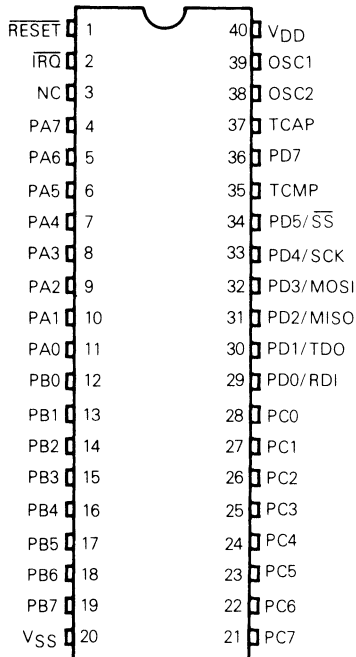 RESET 1 40 VDD
IRQ 2 39 OSC1
NC 3 38 OSC2
PA7 4 37 TCAP
PA6 5 36 PD7
PA5 6 35 TCMP
PA4 7 34 PD5/SS
PA3 8 33 PD4/SCK
PA2 9 32 PD3/MOSI
PA1 10 31 PD2/MISO
PA0 11 30 PD1/TDO
PB0 12 29 PD0/RDI
PB1 13 28 PC0
PB2 14 27 PC1
PB3 15 26 PC2
PB4 16 25 PC3
PB5 17 24 PC4
PB6 18 23 PC5
PB7 19 22 PC6
VSS 20 21 PC7